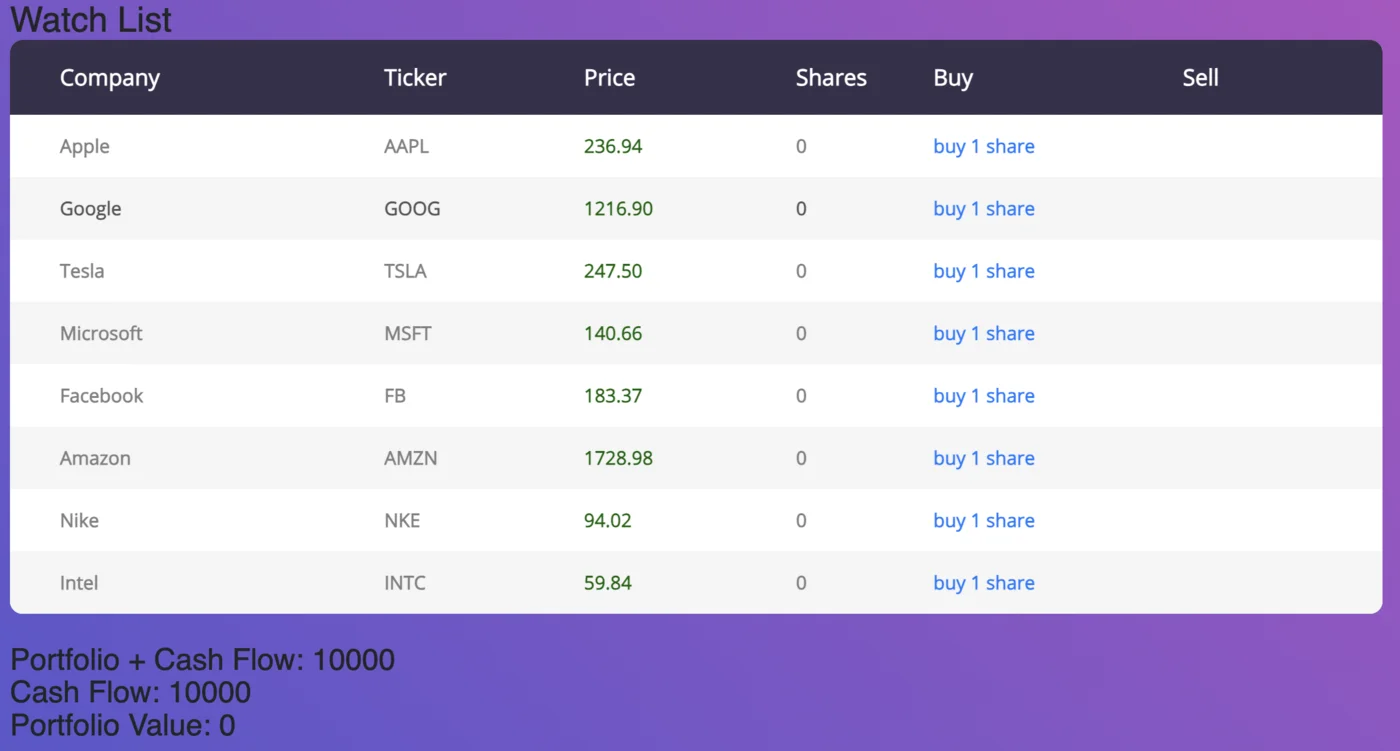 Watch List
Company Ticker Price Shares Buy Sell
Apple AAPL 236.94 0 buy 1 share
Google GOOG 1216.90 0 buy 1 share
Tesla TSLA 247.50 0 buy 1 share
Microsoft MSFT 140.66 0 buy 1 share
Facebook FB 183.37 0 buy 1 share
Amazon AMZN 1728.98 0 buy 1 share
Nike NKE 94.02 0 buy 1 share
Intel INTC 59.84 0 buy 1 share
Portfolio + Cash Flow: 10000
Cash Flow: 10000
Portfolio Value: 0